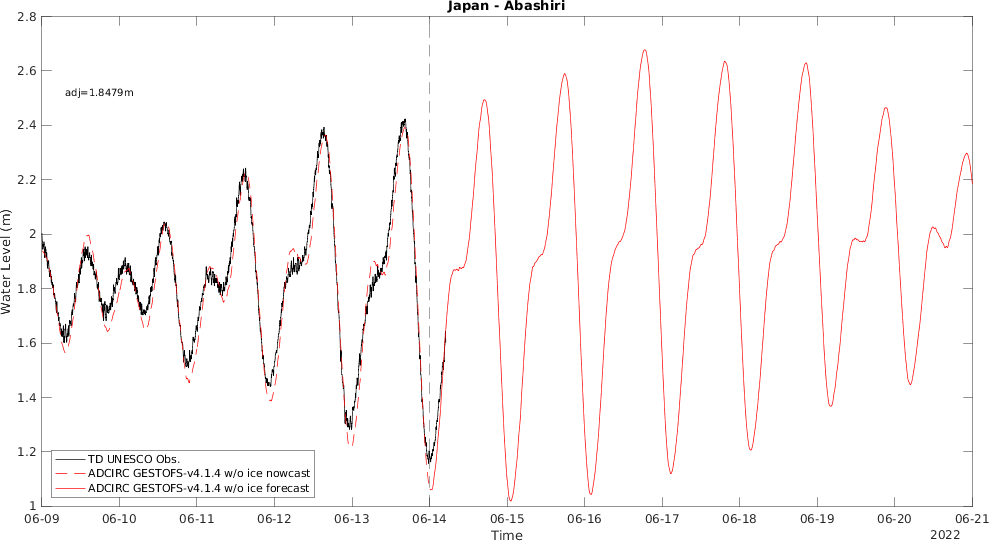 Japan - Abashiri
2.8
2.6
2.4
2.2
2
1.8
1.6
1.4
1.2
1
Water Level (m)
adj=1.8479m
TD UNESCO Obs.
ADCIRC GESTOFS-v4.1.4 w/o ice nowcast
ADCIRC GESTOFS-v4.1.4 w/o ice forecast
06-09 06-10 06-11 06-12 06-13 06-14 06-15 06-16 06-17 06-18 06-19 06-20 06-21
Time
2022